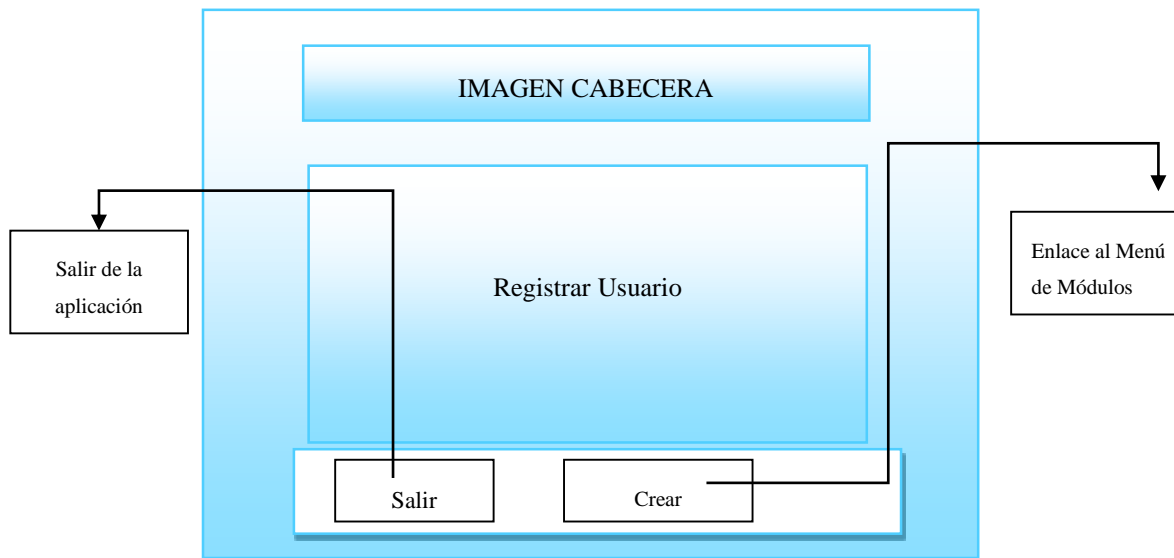 IMAGEN CABECERA
Salir de la
aplicación
Registrar Usuario
Enlace al Menú
de Módulos
Salir
Crear